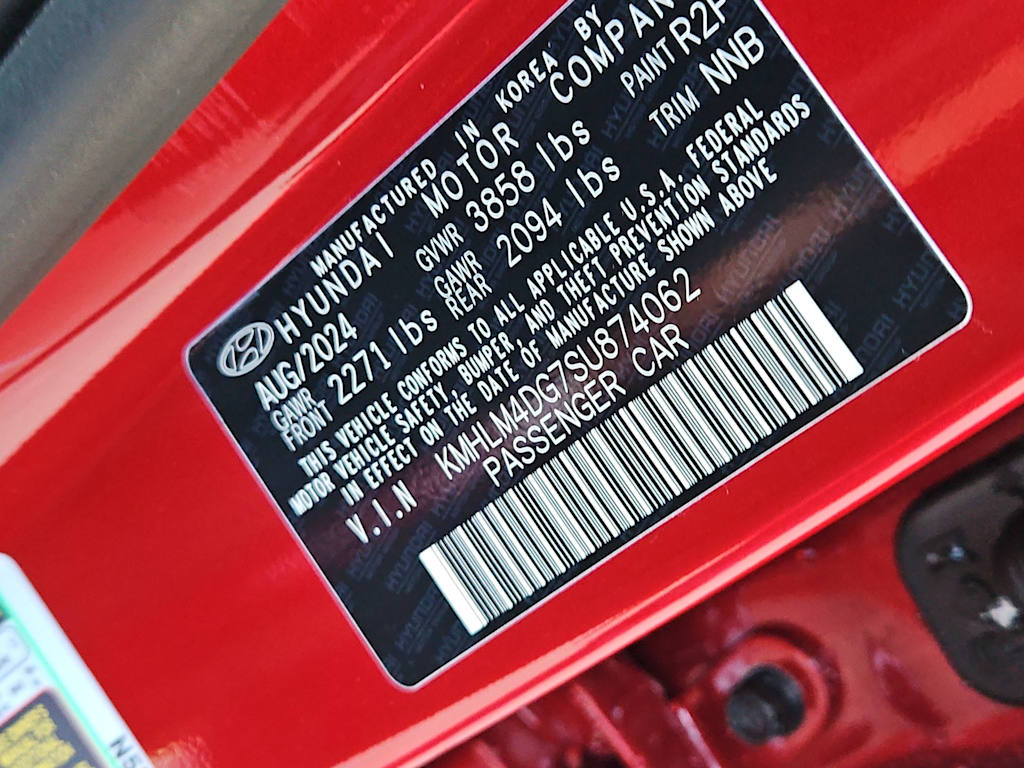 MANUFACTURED IN KOREA BY
HYUNDAI MOTOR COMPAN
AUG/2024 GVWR 3858 lbs PAINT R2P
GAWR FRONT 2271 lbs GAWR REAR 2094 lbs TRIM NNB
THIS VEHICLE CONFORMS TO ALL APPLICABLE U.S.A. FEDERAL
MOTOR VEHICLE SAFETY, BUMPER, AND THEFT PREVENTION STANDARDS
IN EFFECT ON THE DATE OF MANUFACTURE SHOWN ABOVE
V.I.N KMHLM4DG7SU874062
PASSENGER CAR